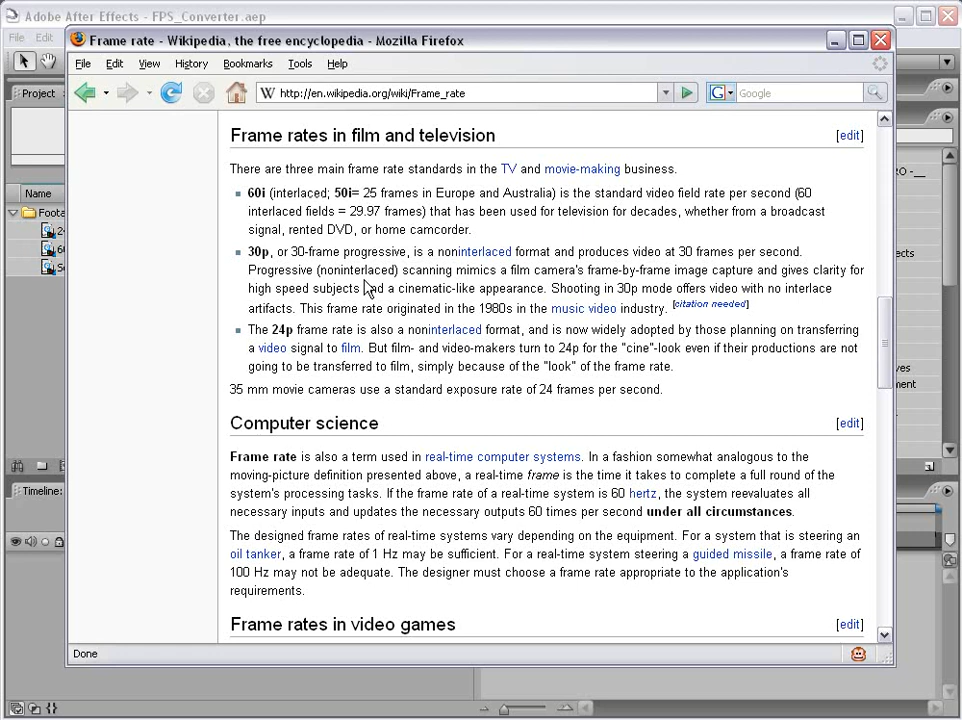 Adobe After Effects - FPS_Converter.aep
File Edit
Frame rate - Wikipedia, the free encyclopedia - Mozilla Firefox
File Edit View History Bookmarks Tools Help
Project
http://en.wikipedia.org/wiki/Frame_rate
Google
Frame rates in film and television [edit]
There are three main frame rate standards in the TV and movie-making business.
60i (interlaced; 50i= 25 frames in Europe and Australia) is the standard video field rate per second (60
interlaced fields = 29.97 frames) that has been used for television for decades, whether from a broadcast
signal, rented DVD, or home camcorder.
30p, or 30-frame progressive, is a noninterlaced format and produces video at 30 frames per second.
Progressive (noninterlaced) scanning mimics a film camera's frame-by-frame image capture and gives clarity for
high speed subjects and a cinematic-like appearance. Shooting in 30p mode offers video with no interlace
artifacts. This frame rate originated in the 1980s in the music video industry. [citation needed]
The 24p frame rate is also a noninterlaced format, and is now widely adopted by those planning on transferring
a video signal to film. But film- and video-makers turn to 24p for the "cine"-look even if their productions are not
going to be transferred to film, simply because of the "look" of the frame rate.
35 mm movie cameras use a standard exposure rate of 24 frames per second.
Computer science [edit]
Frame rate is also a term used in real-time computer systems. In a fashion somewhat analogous to the
moving-picture definition presented above, a real-time frame is the time it takes to complete a full round of the
system's processing tasks. If the frame rate of a real-time system is 60 hertz, the system reevaluates all
necessary inputs and updates the necessary outputs 60 times per second under all circumstances.
The designed frame rates of real-time systems vary depending on the equipment. For a system that is steering an
oil tanker, a frame rate of 1 Hz may be sufficient. For a real-time system steering a guided missile, a frame rate of
100 Hz may not be adequate. The designer must choose a frame rate appropriate to the application's
requirements.
Frame rates in video games [edit]
Done
Name
Foota
Timeline: